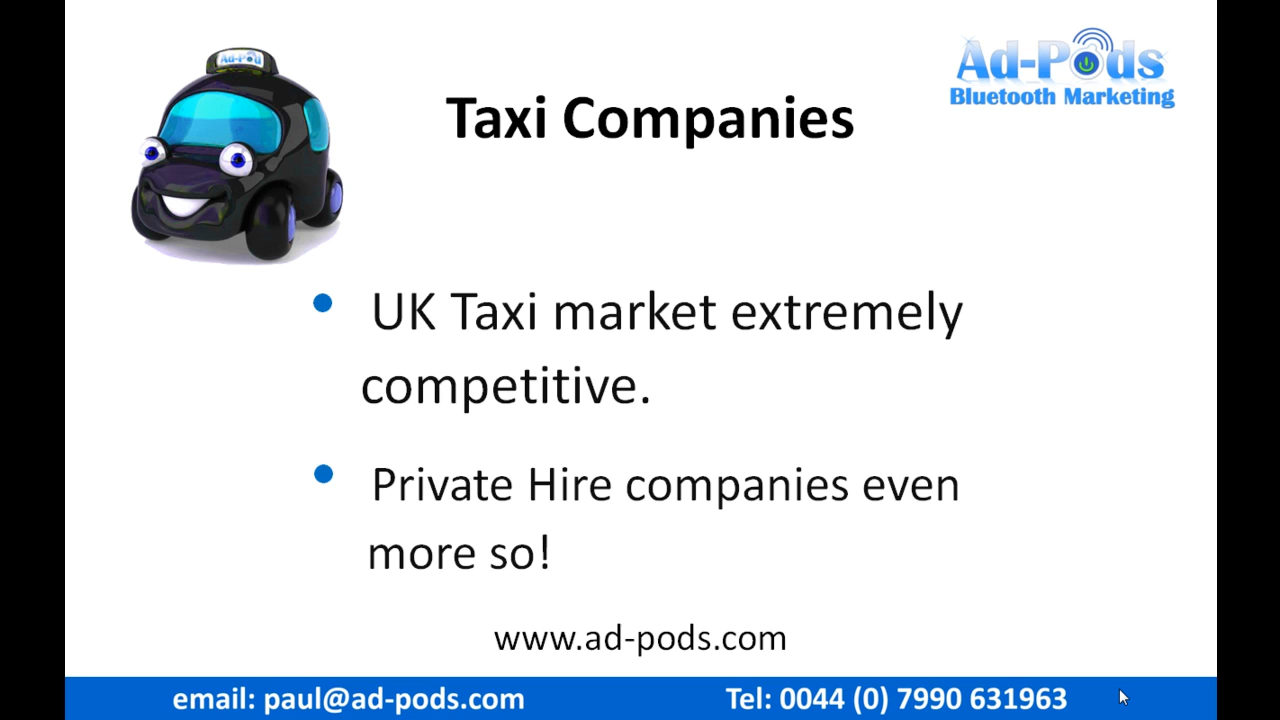 Ad-Pod
Ad-Pods
Bluetooth Marketing
Taxi Companies
• UK Taxi market extremely
competitive.
• Private Hire companies even
more so!
www.ad-pods.com
email: paul@ad-pods.com Tel: 0044 (0) 7990 631963